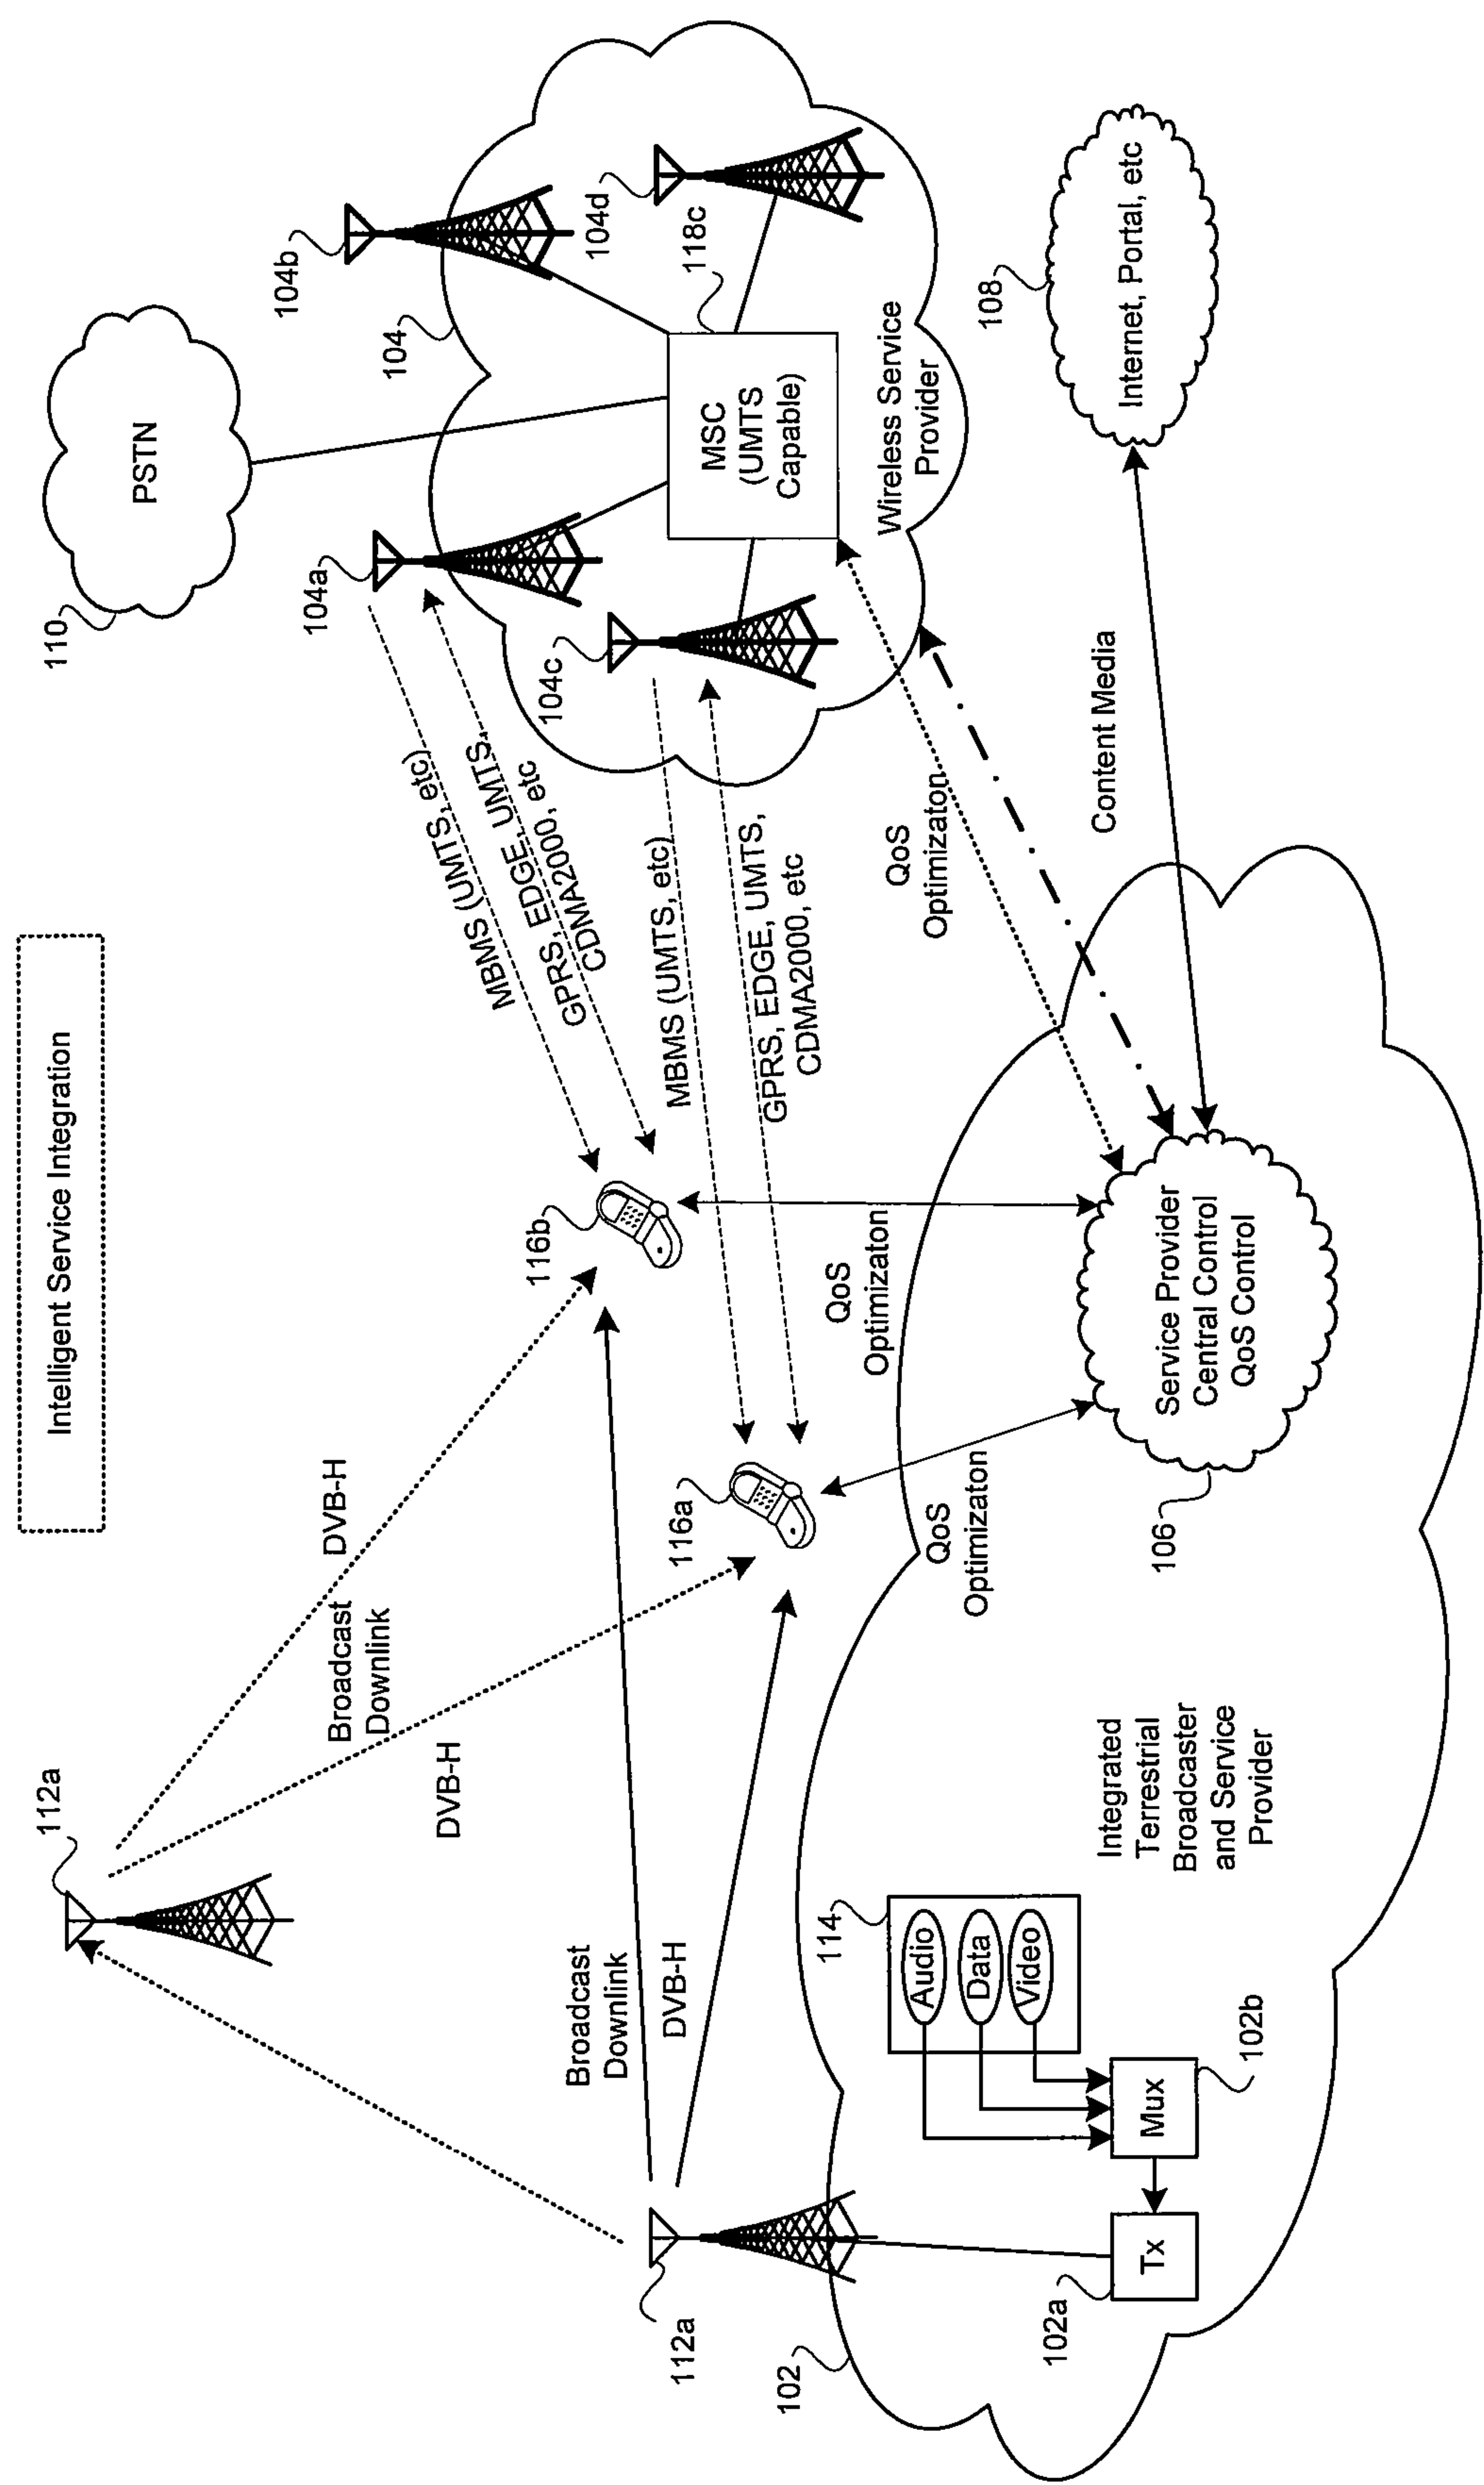 Intelligent Service Integration
112a
DVB-H
Broadcast
Downlink
DVB-H
110
PSTN
104a
104b
104
104c
104d
118c
MSC
(UMTS
Capable)
Wireless Service
Provider
MBMS (UMTS, etc)
GPRS, EDGE, UMTS,
CDMA2000, etc
MBMS (UMTS, etc)
GPRS, EDGE, UMTS,
CDMA2000, etc
116b
116a
Broadcast
Downlink
DVB-H
112a
QoS
Optimizaton
QoS
Optimizaton
QoS
Optimizaton
Content Media
108
Internet, Portal, etc
102
114
Audio
Data
Video
Integrated
Terrestrial
Broadcaster
and Service
Provider
Service Provider
Central Control
QoS Control
106
102a
Tx
Mux
102b